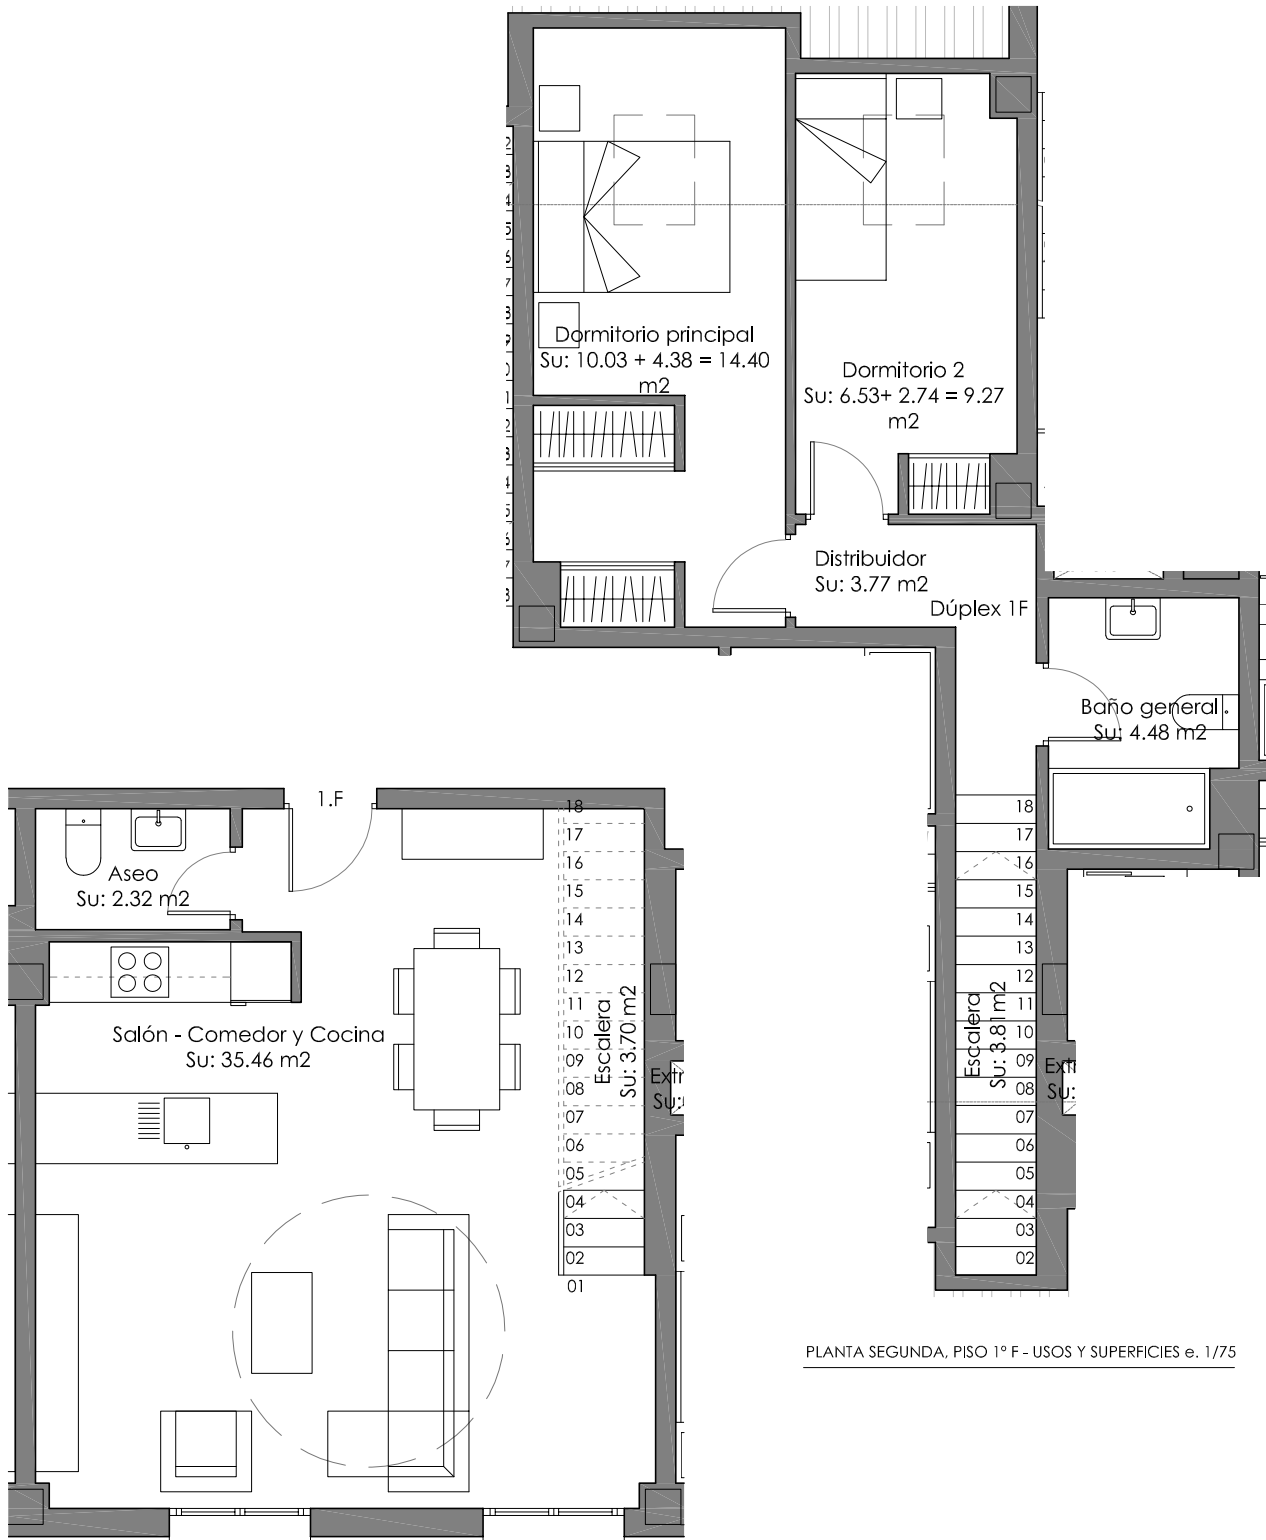 Dormitorio principal
Su: 10.03 + 4.38 = 14.40
m2
Dormitorio 2
Su: 6.53+ 2.74 = 9.27
m2
Distribuidor
Su: 3.77 m2
Dúplex 1F
Baño general
Su: 4.48 m2
1.F
Aseo
Su: 2.32 m2
Salón - Comedor y Cocina
Su: 35.46 m2
18
17
16
15
14
13
12
11
10
09
08
07
06
05
04
03
02
01
Escalera
Su: 3.70 m2
Extr
Su:
18
17
16
15
14
13
12
11
10
09
08
07
06
05
04
03
02
Escalera
Su: 3.81m2
Extr
Su:
PLANTA SEGUNDA, PISO 1º F - USOS Y SUPERFICIES e. 1/75